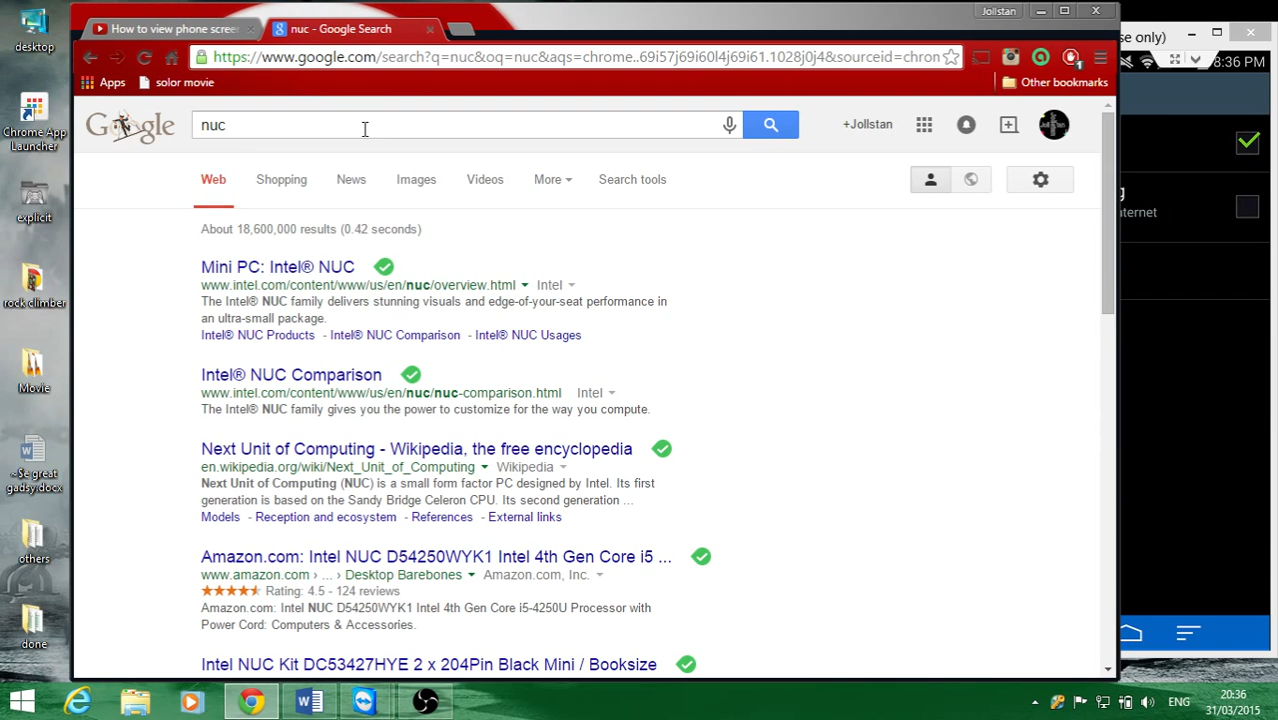 Jollstan
How to view phone screen
nuc - Google Search
https://www.google.com/search?q=nuc&oq=nuc&aqs=chrome..69i57j69i60l4j69i61.1028j0j4&sourceid=chrom
Apps
solor movie
Other bookmarks
Google
nuc
+Jollstan
Web
Shopping
News
Images
Videos
More
Search tools
About 18,600,000 results (0.42 seconds)
Mini PC: Intel® NUC
www.intel.com/content/www/us/en/nuc/overview.html Intel
The Intel® NUC family delivers stunning visuals and edge-of-your-seat performance in
an ultra-small package.
Intel® NUC Products - Intel® NUC Comparison - Intel® NUC Usages
Intel® NUC Comparison
www.intel.com/content/www/us/en/nuc/nuc-comparison.html Intel
The Intel® NUC family gives you the power to customize for the way you compute.
Next Unit of Computing - Wikipedia, the free encyclopedia
en.wikipedia.org/wiki/Next_Unit_of_Computing Wikipedia
Next Unit of Computing (NUC) is a small form factor PC designed by Intel. Its first
generation is based on the Sandy Bridge Celeron CPU. Its second generation ...
Models - Reception and ecosystem - References - External links
Amazon.com: Intel NUC D54250WYK1 Intel 4th Gen Core i5 ...
www.amazon.com › ... › Desktop Barebones Amazon.com, Inc.
Rating: 4.5 - 124 reviews
Amazon.com: Intel NUC D54250WYK1 Intel 4th Gen Core i5-4250U Processor with
Power Cord: Computers & Accessories.
Intel NUC Kit DC53427HYE 2 x 204Pin Black Mini / Booksize
desktop
Chrome App
Launcher
explicit
rock climber
Movie
~$e great
gadsy.docx
others
done
use only)
8:36 PM
g
nternet
ENG
20:36
31/03/2015